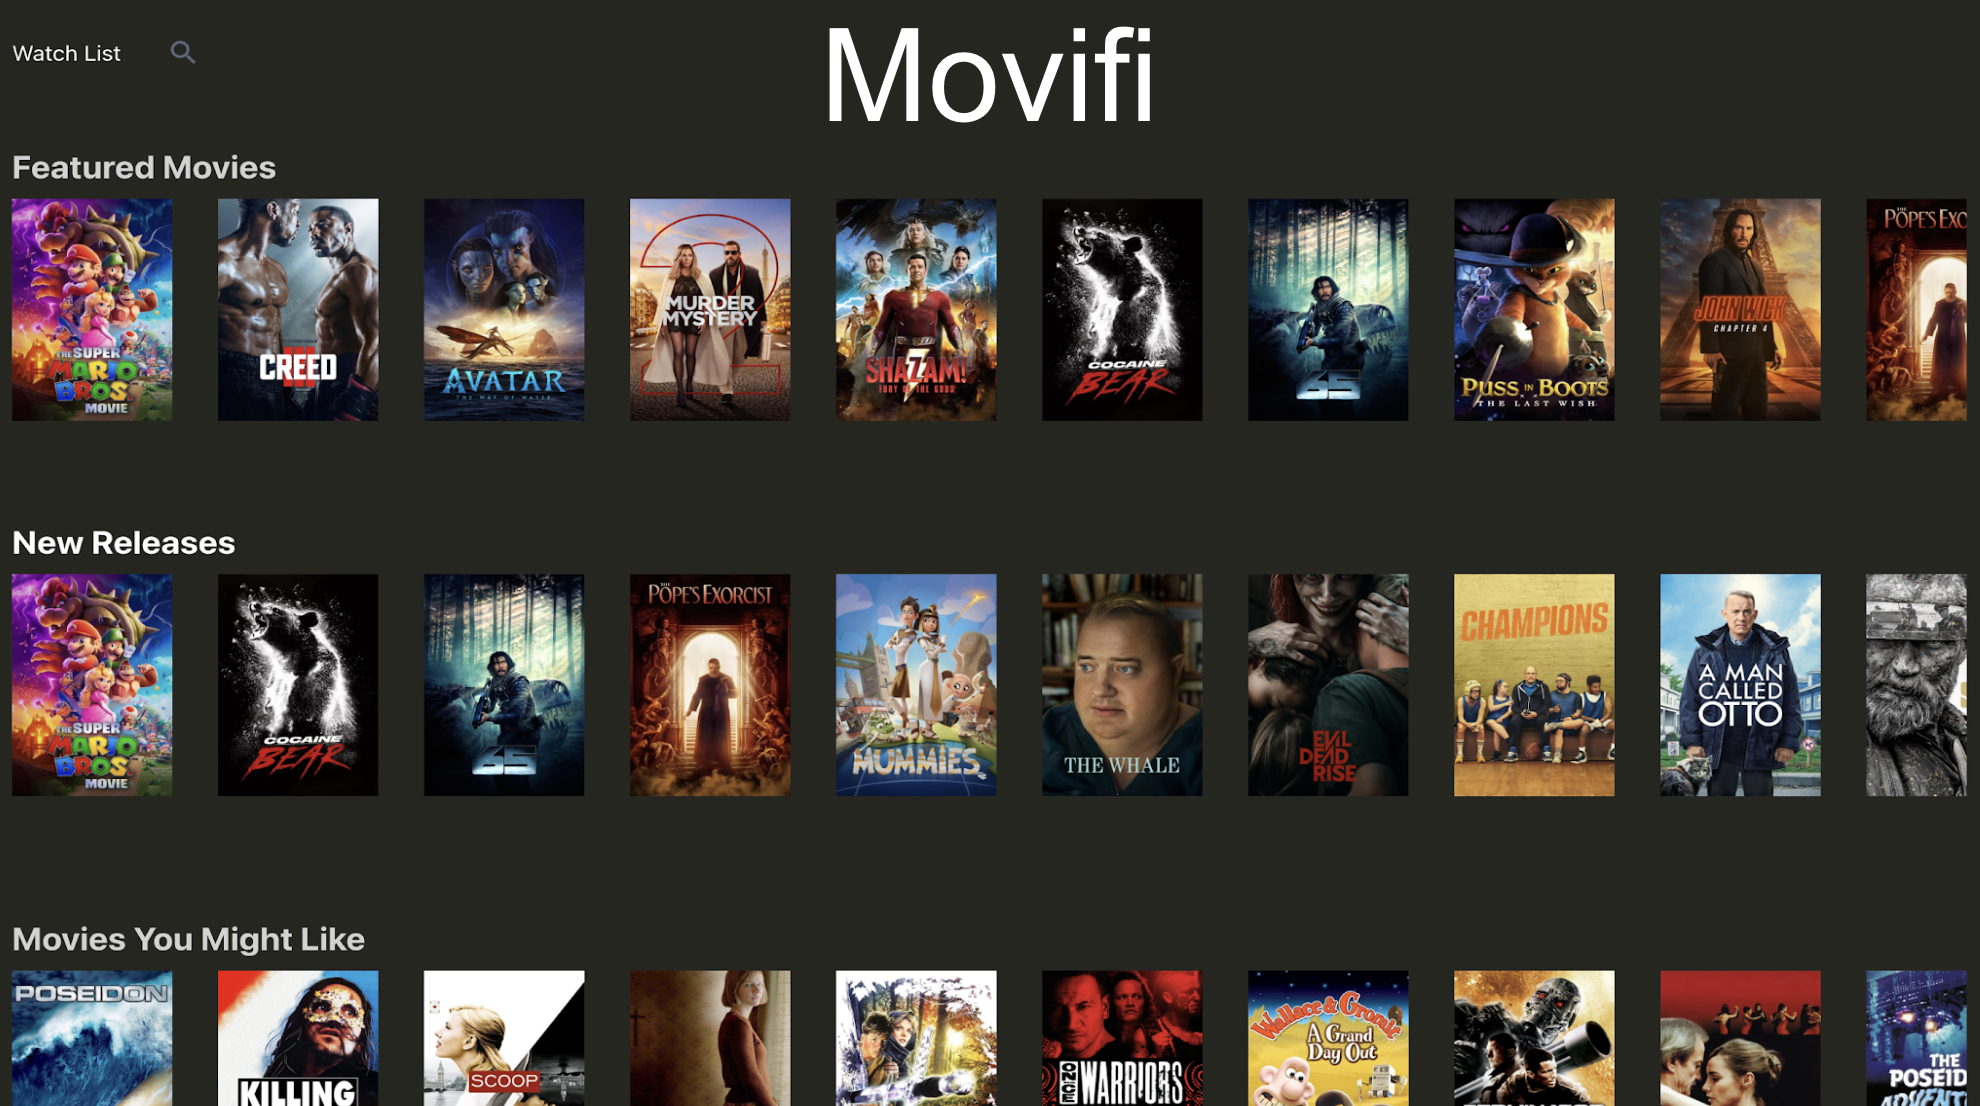 Watch List
Movifi
Featured Movies
THE SUPER
MARIO
BROS
MOVIE
CREED
III
AVATAR
THE WAY OF WATER
2
MURDER
MYSTERY
SHAZAM!
FURY OF THE GODS
COCAINE
BEAR
65
PUSS IN BOOTS
THE LAST WISH
JOHN WICK
CHAPTER 4
THE
POPE'S EXO
New Releases
THE SUPER
MARIO
BROS
MOVIE
COCAINE
BEAR
65
THE
POPE'S EXORCIST
MUMMIES
THE WHALE
EVIL
DEAD
RISE
CHAMPIONS
A MAN
CALLED
OTTO
Movies You Might Like
POSEIDON
KILLING
SCOOP
ONCE
WARRIORS
Wallace & Gromit
A Grand
Day Out
THE
POSEID
ADVENT